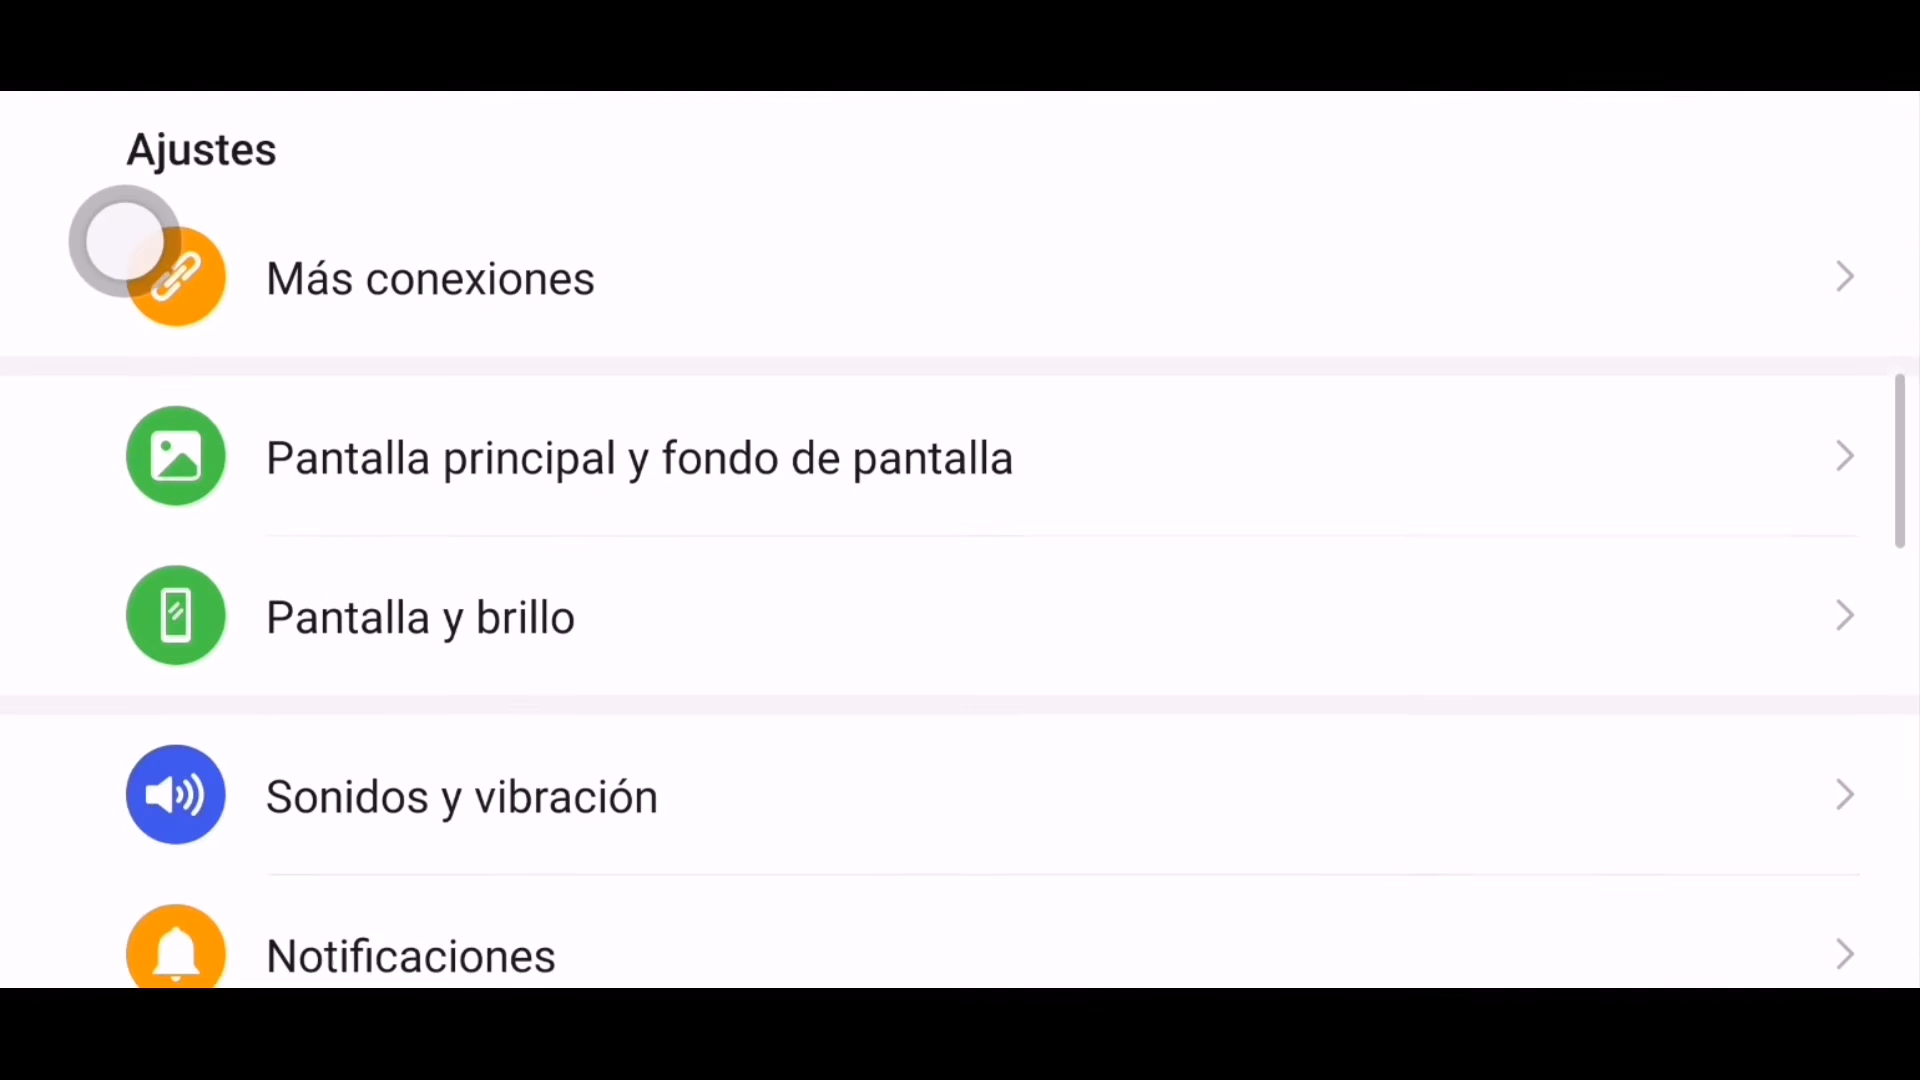 Ajustes
Más conexiones
Pantalla principal y fondo de pantalla
Pantalla y brillo
Sonidos y vibración
Notificaciones